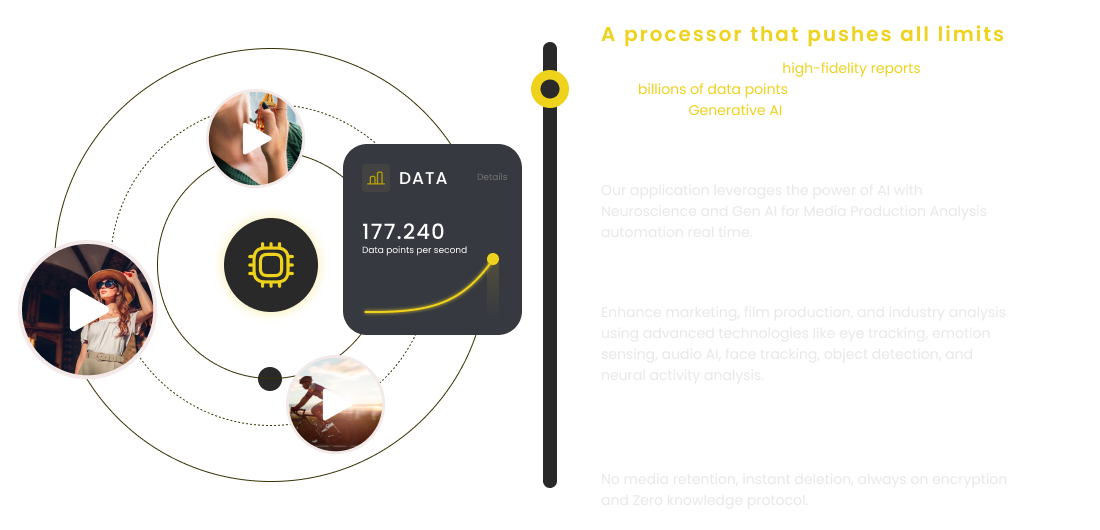 DATA
Details
177.240
Data points per second
A processor that pushes all limits
high-fidelity reports
billions of data points
Generative AI
Our application leverages the power of AI with
Neuroscience and Gen AI for Media Production Analysis
automation real time.
Enhance marketing, film production, and industry analysis
using advanced technologies like eye tracking, emotion
sensing, audio AI, face tracking, object detection, and
neural activity analysis.
No media retention, instant deletion, always on encryption
and Zero knowledge protocol.